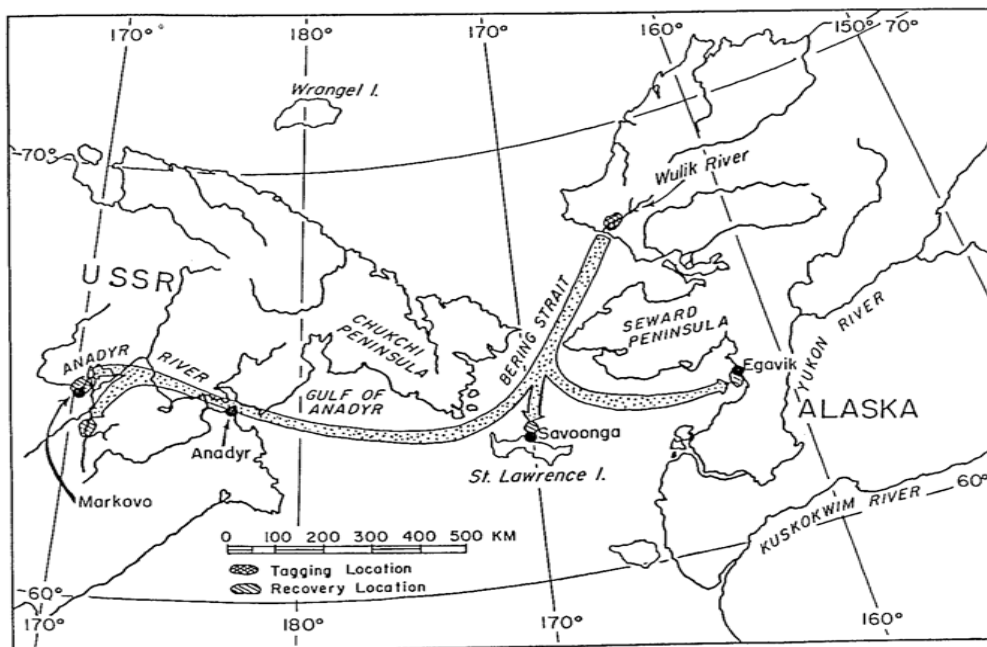 170°
180°
170°
160°
150°
70°
Wrangel I.
70°
Wulik River
USSR
BERING STRAIT
SEWARD
PENINSULA
CHUKCHI
PENINSULA
YUKON RIVER
ANADYR
RIVER
Egavik
GULF OF
ANADYR
ALASKA
Savoonga
Anadyr
St. Lawrence I.
Markovo
KUSKOKWIM RIVER
60°
0 100 200 300 400 500 KM
Tagging Location
Recovery Location
60°
170°
180°
170°
160°